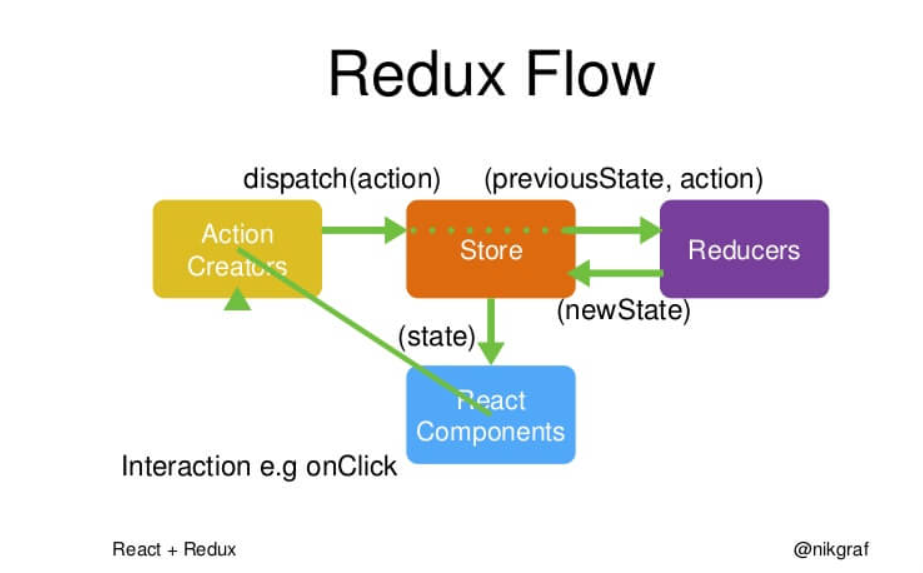 Redux Flow
dispatch(action)
(previousState, action)
Action
Creators
Store
Reducers
(newState)
(state)
React
Components
Interaction e.g onClick
React + Redux
@nikgraf